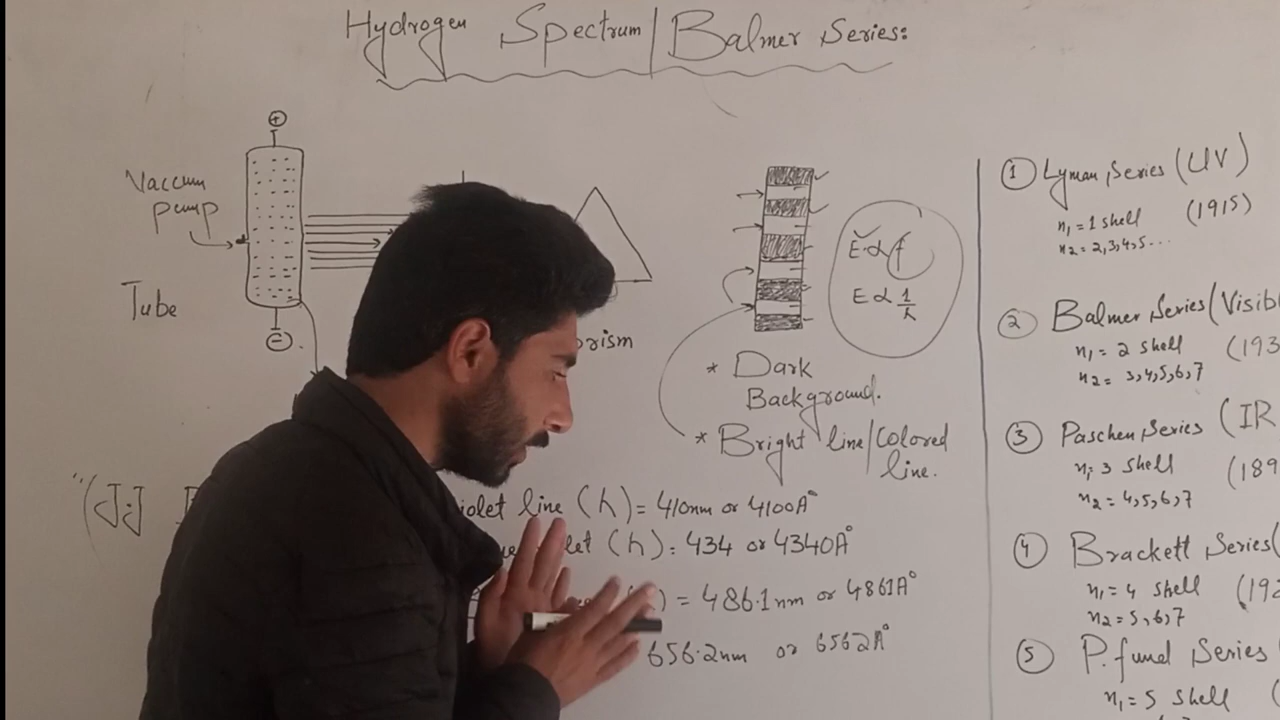 Hydrogen Spectrum/Balmer Series:
Vaccum
pump
Tube
+
-
prism
E α f
E α 1/λ
* Dark
Background.
* Bright line/Colored
line.
(J.J
violet line (λ) = 410nm or 4100A°
(λ): 434 or 4340A°
) = 486.1nm or 4861A°
656.2nm or 6562A°
① Lyman Series (UV)
n₁ = 1 shell (1915)
n₂ = 2,3,4,5...
② Balmer Series (Visib
n₁ = 2 shell (193
n₂ = 3,4,5,6,7
③ Paschen Series (IR
n₁= 3 shell (189
n₂ = 4,5,6,7
④ Brackett Series(
n₁= 4 shell (192
n₂ = 5,6,7
⑤ P.fund Series
n₁= 5 shell (